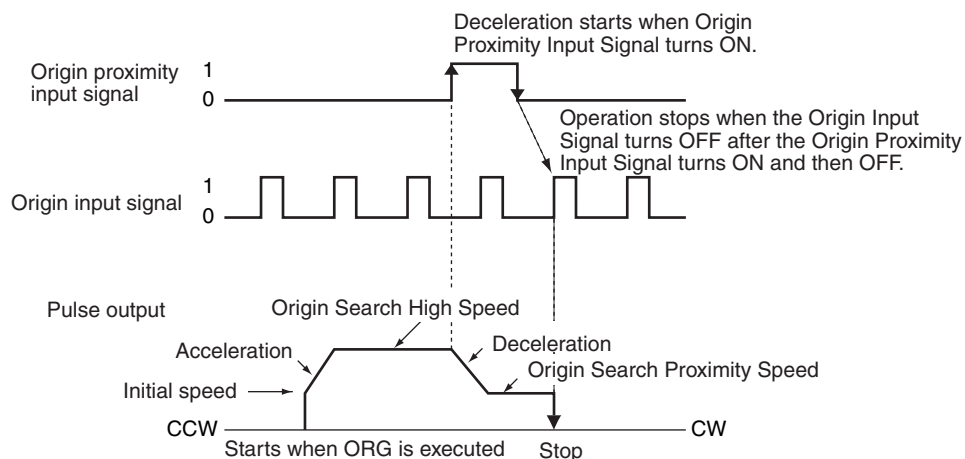 Deceleration starts when Origin
Proximity Input Signal turns ON.
Origin proximity
input signal
1
0
Operation stops when the Origin Input
Signal turns OFF after the Origin Proximity
Input Signal turns ON and then OFF.
Origin input signal
1
0
Pulse output
Origin Search High Speed
Acceleration
Deceleration
Origin Search Proximity Speed
Initial speed
CCW
CW
Starts when ORG is executed
Stop